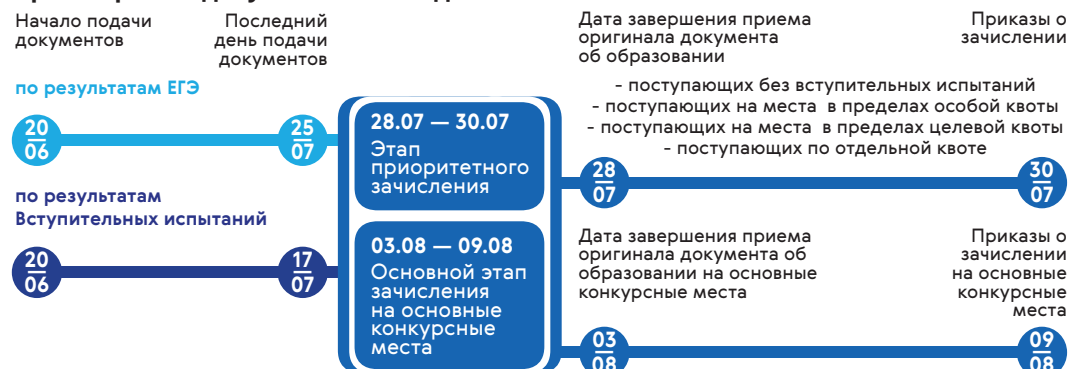 Начало подачи
документов
Последний
день подачи
документов
по результатам ЕГЭ
20
06
25
07
по результатам
Вступительных испытаний
20
06
17
07
28.07 — 30.07
Этап
приоритетного
зачисления
03.08 — 09.08
Основной этап
зачисления
на основные
конкурсные
места
Дата завершения приема
оригинала документа
об образовании
Приказы о
зачислении
- поступающих без вступительных испытаний
- поступающих на места в пределах особой квоты
- поступающих на места в пределах целевой квоты
- поступающих по отдельной квоте
28
07
30
07
Дата завершения приема
оригинала документа об
образовании на основные
конкурсные места
Приказы о
зачислении
на основные
конкурсные
места
03
08
09
08